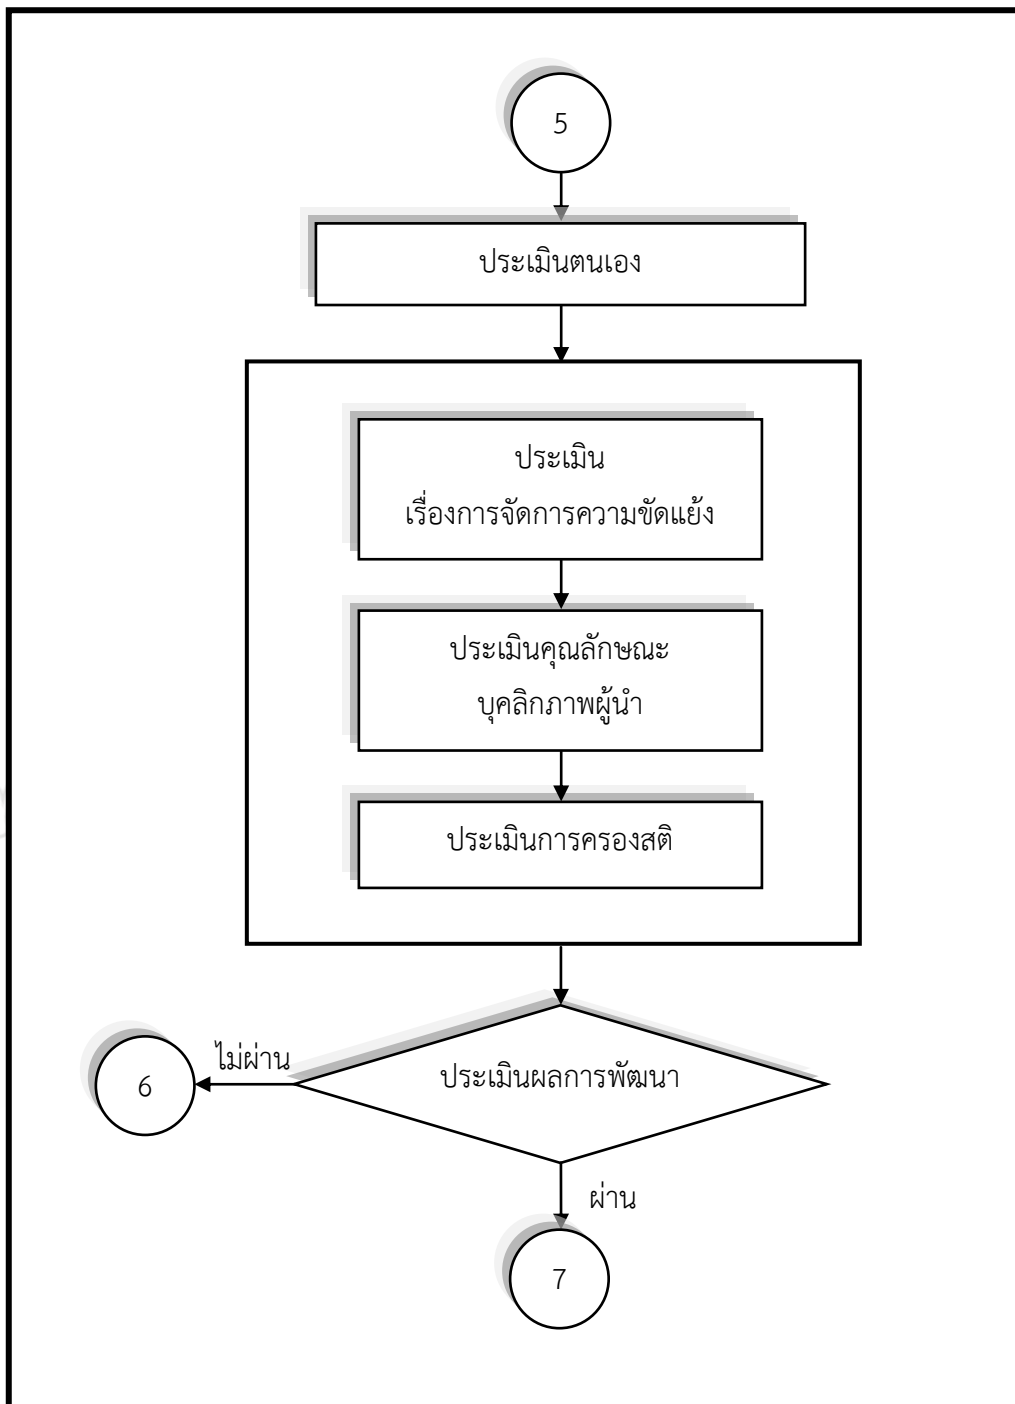 5
ประเมินตนเอง
ประเมิน
เรื่องการจัดการความขัดแย้ง
ประเมินคุณลักษณะ
บุคลิกภาพผู้นำ
ประเมินการครองสติ
ประเมินผลการพัฒนา
ไม่ผ่าน
6
ผ่าน
7